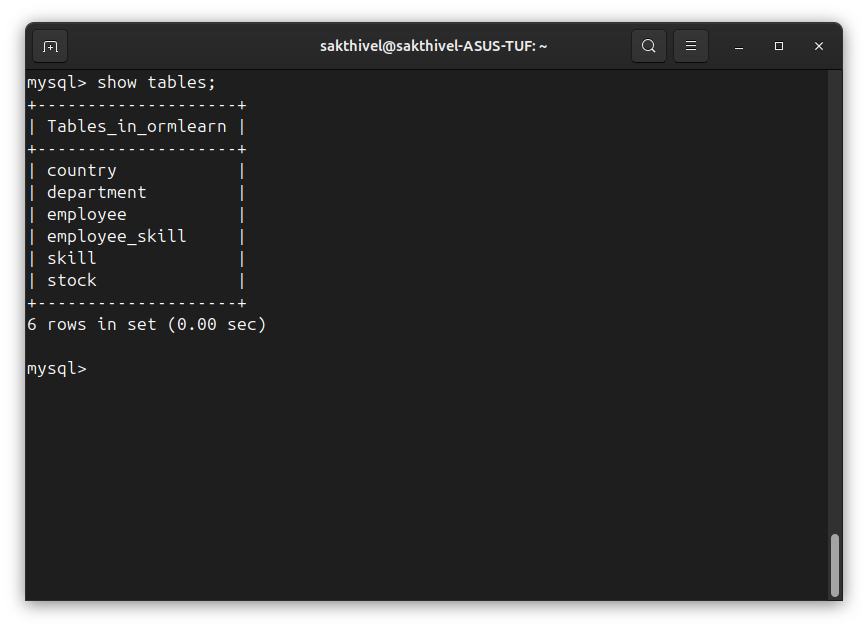 sakthivel@sakthivel-ASUS-TUF: ~
mysql> show tables;
+--------------------+
| Tables_in_ormlearn |
+--------------------+
| country            |
| department         |
| employee           |
| employee_skill     |
| skill              |
| stock              |
+--------------------+
6 rows in set (0.00 sec)
mysql>